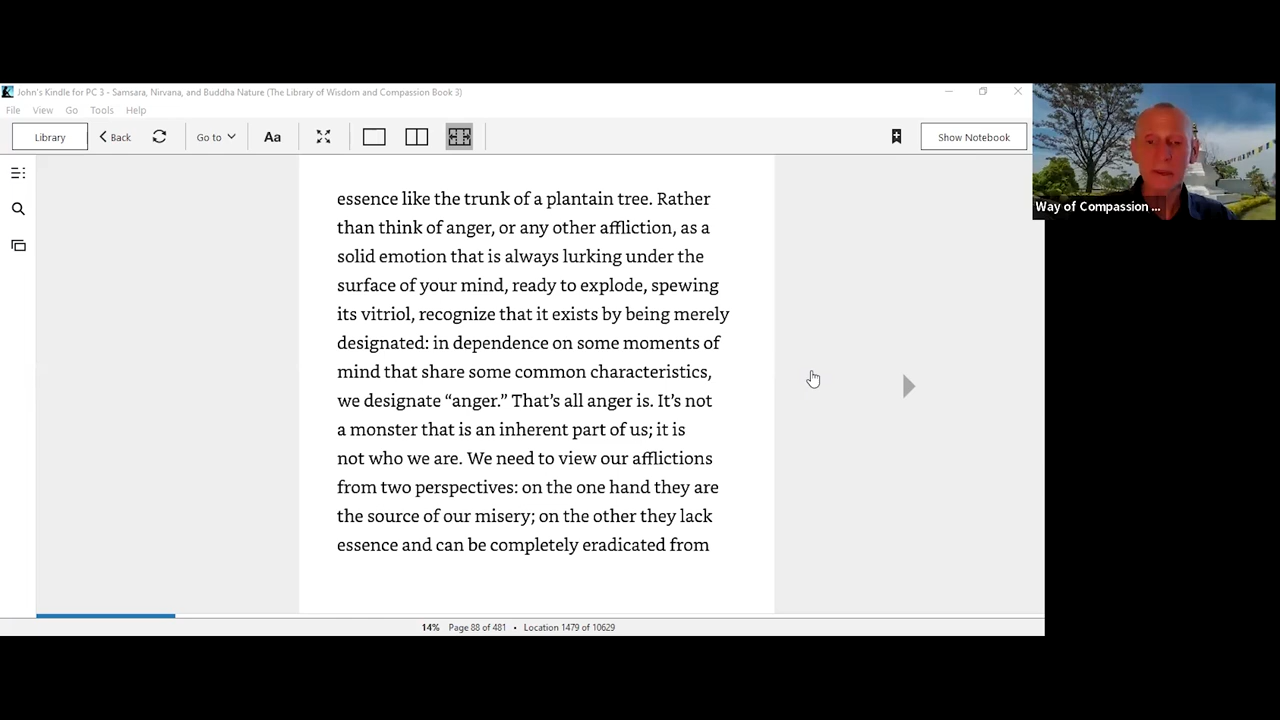 John's Kindle for PC 3 - Samsara, Nirvana, and Buddha Nature (The Library of Wisdom and Compassion Book 3)
File View Go Tools Help
Library Back Go to Aa Show Notebook
essence like the trunk of a plantain tree. Rather
than think of anger, or any other affliction, as a
solid emotion that is always lurking under the
surface of your mind, ready to explode, spewing
its vitriol, recognize that it exists by being merely
designated: in dependence on some moments of
mind that share some common characteristics,
we designate “anger.” That’s all anger is. It’s not
a monster that is an inherent part of us; it is
not who we are. We need to view our afflictions
from two perspectives: on the one hand they are
the source of our misery; on the other they lack
essence and can be completely eradicated from
14% Page 88 of 481 • Location 1479 of 10629
Way of Compassion ...